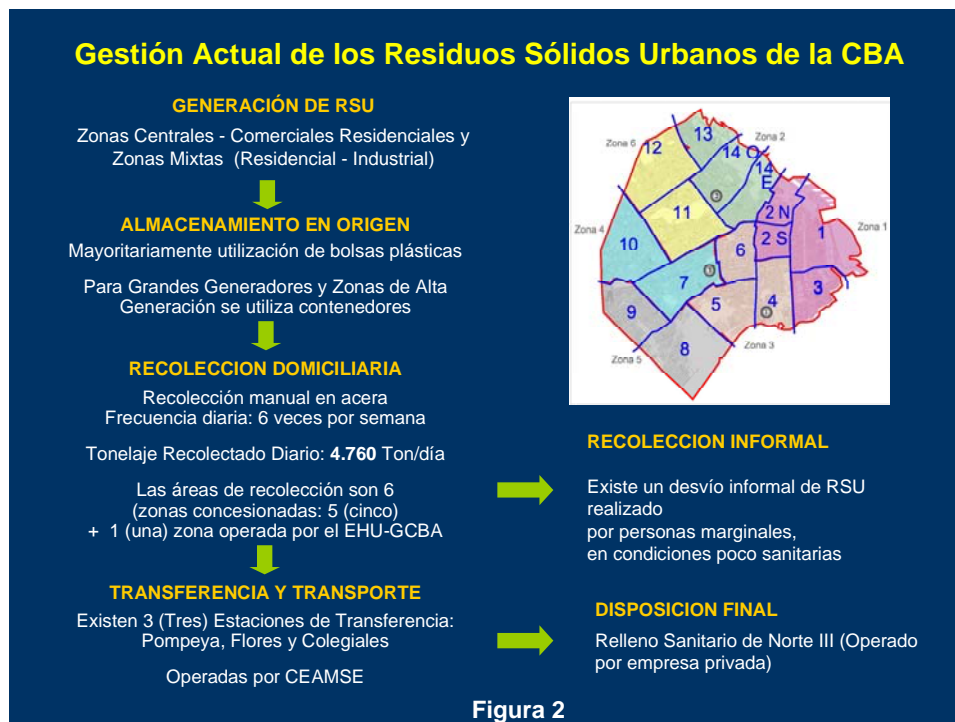 Gestión Actual de los Residuos Sólidos Urbanos de la CBA
GENERACIÓN DE RSU
Zonas Centrales - Comerciales Residenciales y
Zonas Mixtas (Residencial - Industrial)
ALMACENAMIENTO EN ORIGEN
Mayoritariamente utilización de bolsas plásticas
Para Grandes Generadores y Zonas de Alta
Generación se utiliza contenedores
RECOLECCION DOMICILIARIA
Recolección manual en acera
Frecuencia diaria: 6 veces por semana
Tonelaje Recolectado Diario: 4.760 Ton/día
Las áreas de recolección son 6
(zonas concesionadas: 5 (cinco)
+ 1 (una) zona operada por el EHU-GCBA
TRANSFERENCIA Y TRANSPORTE
Existen 3 (Tres) Estaciones de Transferencia:
Pompeya, Flores y Colegiales
Operadas por CEAMSE
13
Zona 2
Zona 6
12
14 O
14
E
11
2 N
1
Zona 1
Zona 4
10
6
2 S
7
3
9
5
4
8
Zona 3
Zona 5
RECOLECCION INFORMAL
Existe un desvío informal de RSU
realizado
por personas marginales,
en condiciones poco sanitarias
DISPOSICION FINAL
Relleno Sanitario de Norte III (Operado
por empresa privada)
Figura 2